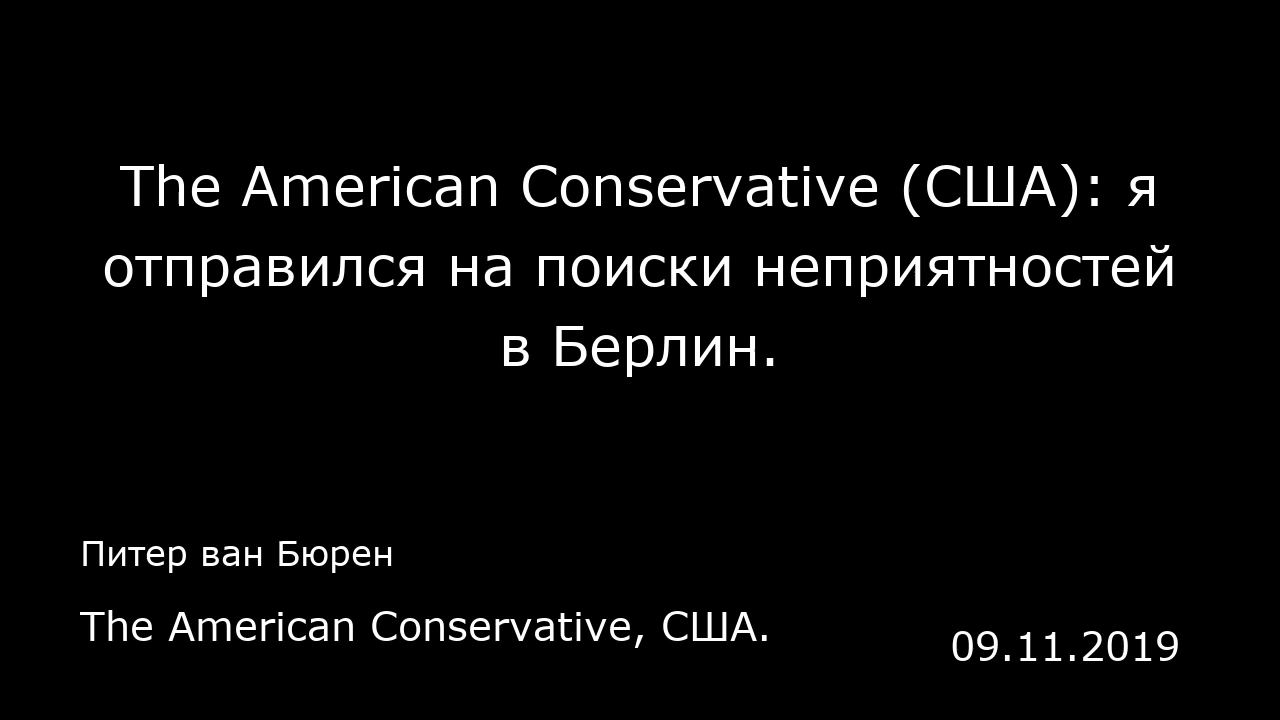 The American Conservative (США): я
отправился на поиски неприятностей
в Берлин.
Питер ван Бюрен
The American Conservative, США.
09.11.2019